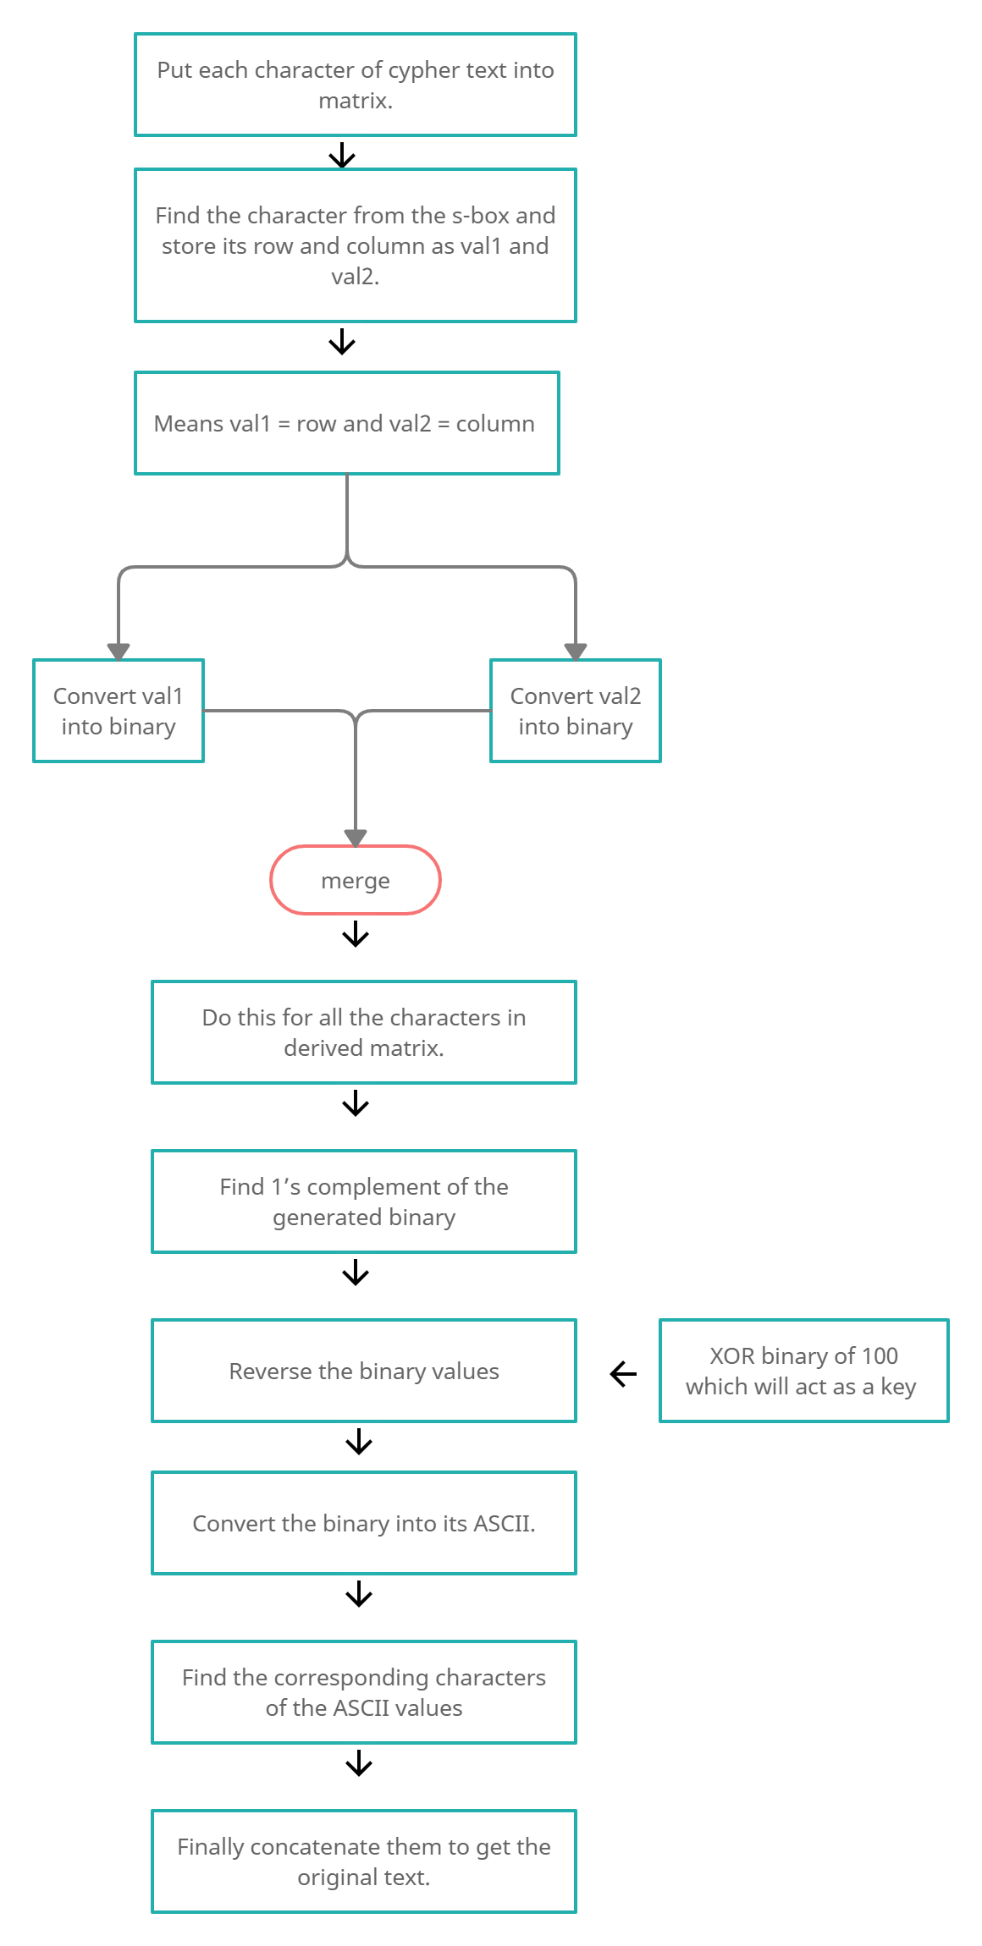 Put each character of cypher text into
matrix.
Find the character from the s-box and
store its row and column as val1 and
val2.
Means val1 = row and val2 = column
Convert val1
into binary
Convert val2
into binary
merge
Do this for all the characters in
derived matrix.
Find 1’s complement of the
generated binary
Reverse the binary values
XOR binary of 100
which will act as a key
Convert the binary into its ASCII.
Find the corresponding characters
of the ASCII values
Finally concatenate them to get the
original text.